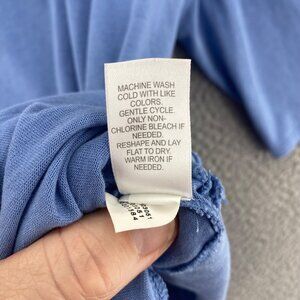 MACHINE WASH
COLD WITH LIKE
COLORS.
GENTLE CYCLE.
ONLY NON-
CHLORINE BLEACH IF
NEEDED.
RESHAPE AND LAY
FLAT TO DRY.
WARM IRON IF
NEEDED.